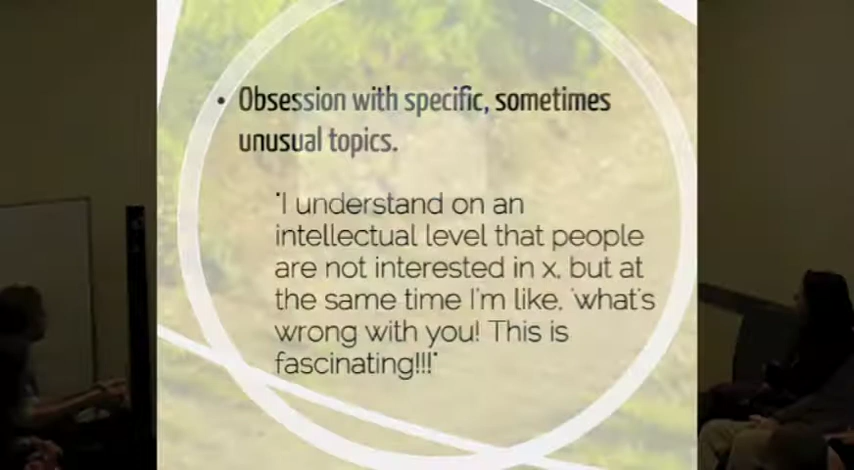 • Obsession with specific, sometimes
unusual topics.
"I understand on an
intellectual level that people
are not interested in x, but at
the same time I'm like, 'what's
wrong with you! This is
fascinating!!!"